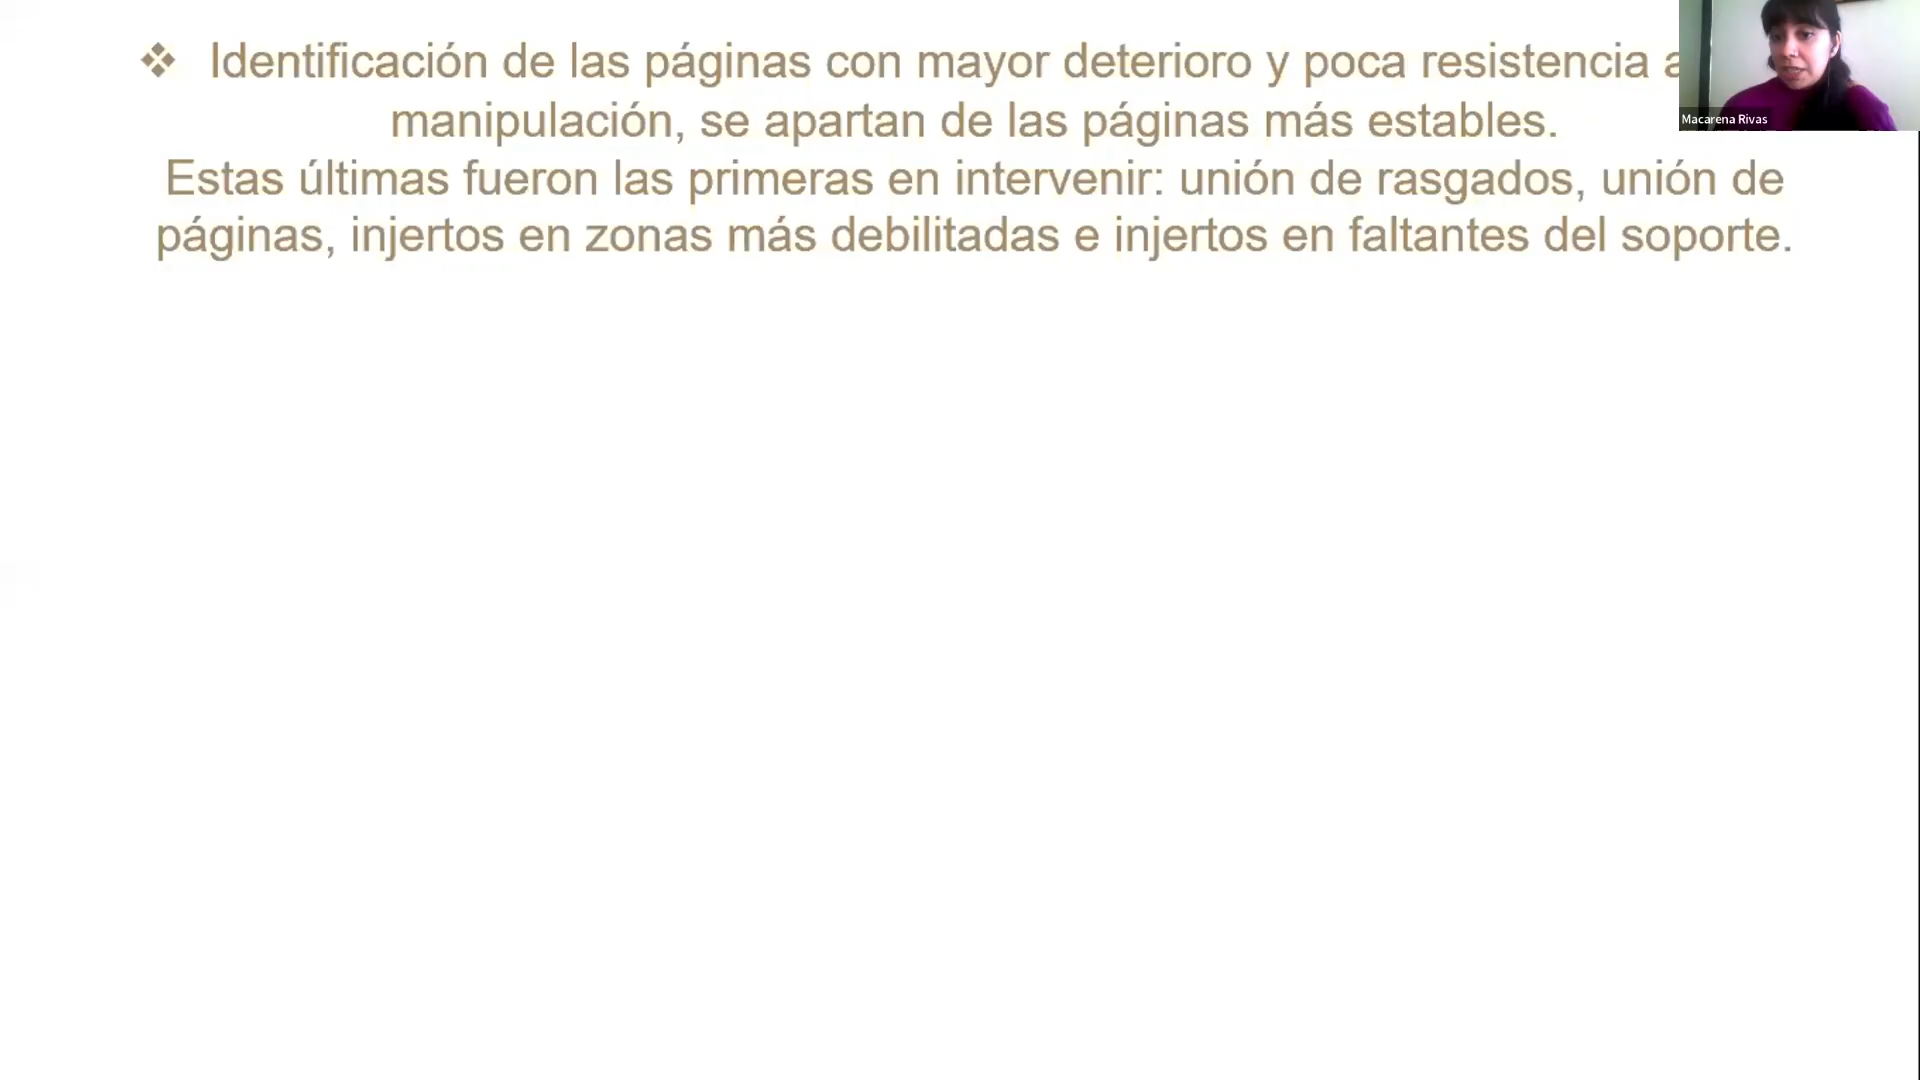 ❖ Identificación de las páginas con mayor deterioro y poca resistencia
manipulación, se apartan de las páginas más estables.
Estas últimas fueron las primeras en intervenir: unión de rasgados, unión de
páginas, injertos en zonas más debilitadas e injertos en faltantes del soporte.
Macarena Rivas